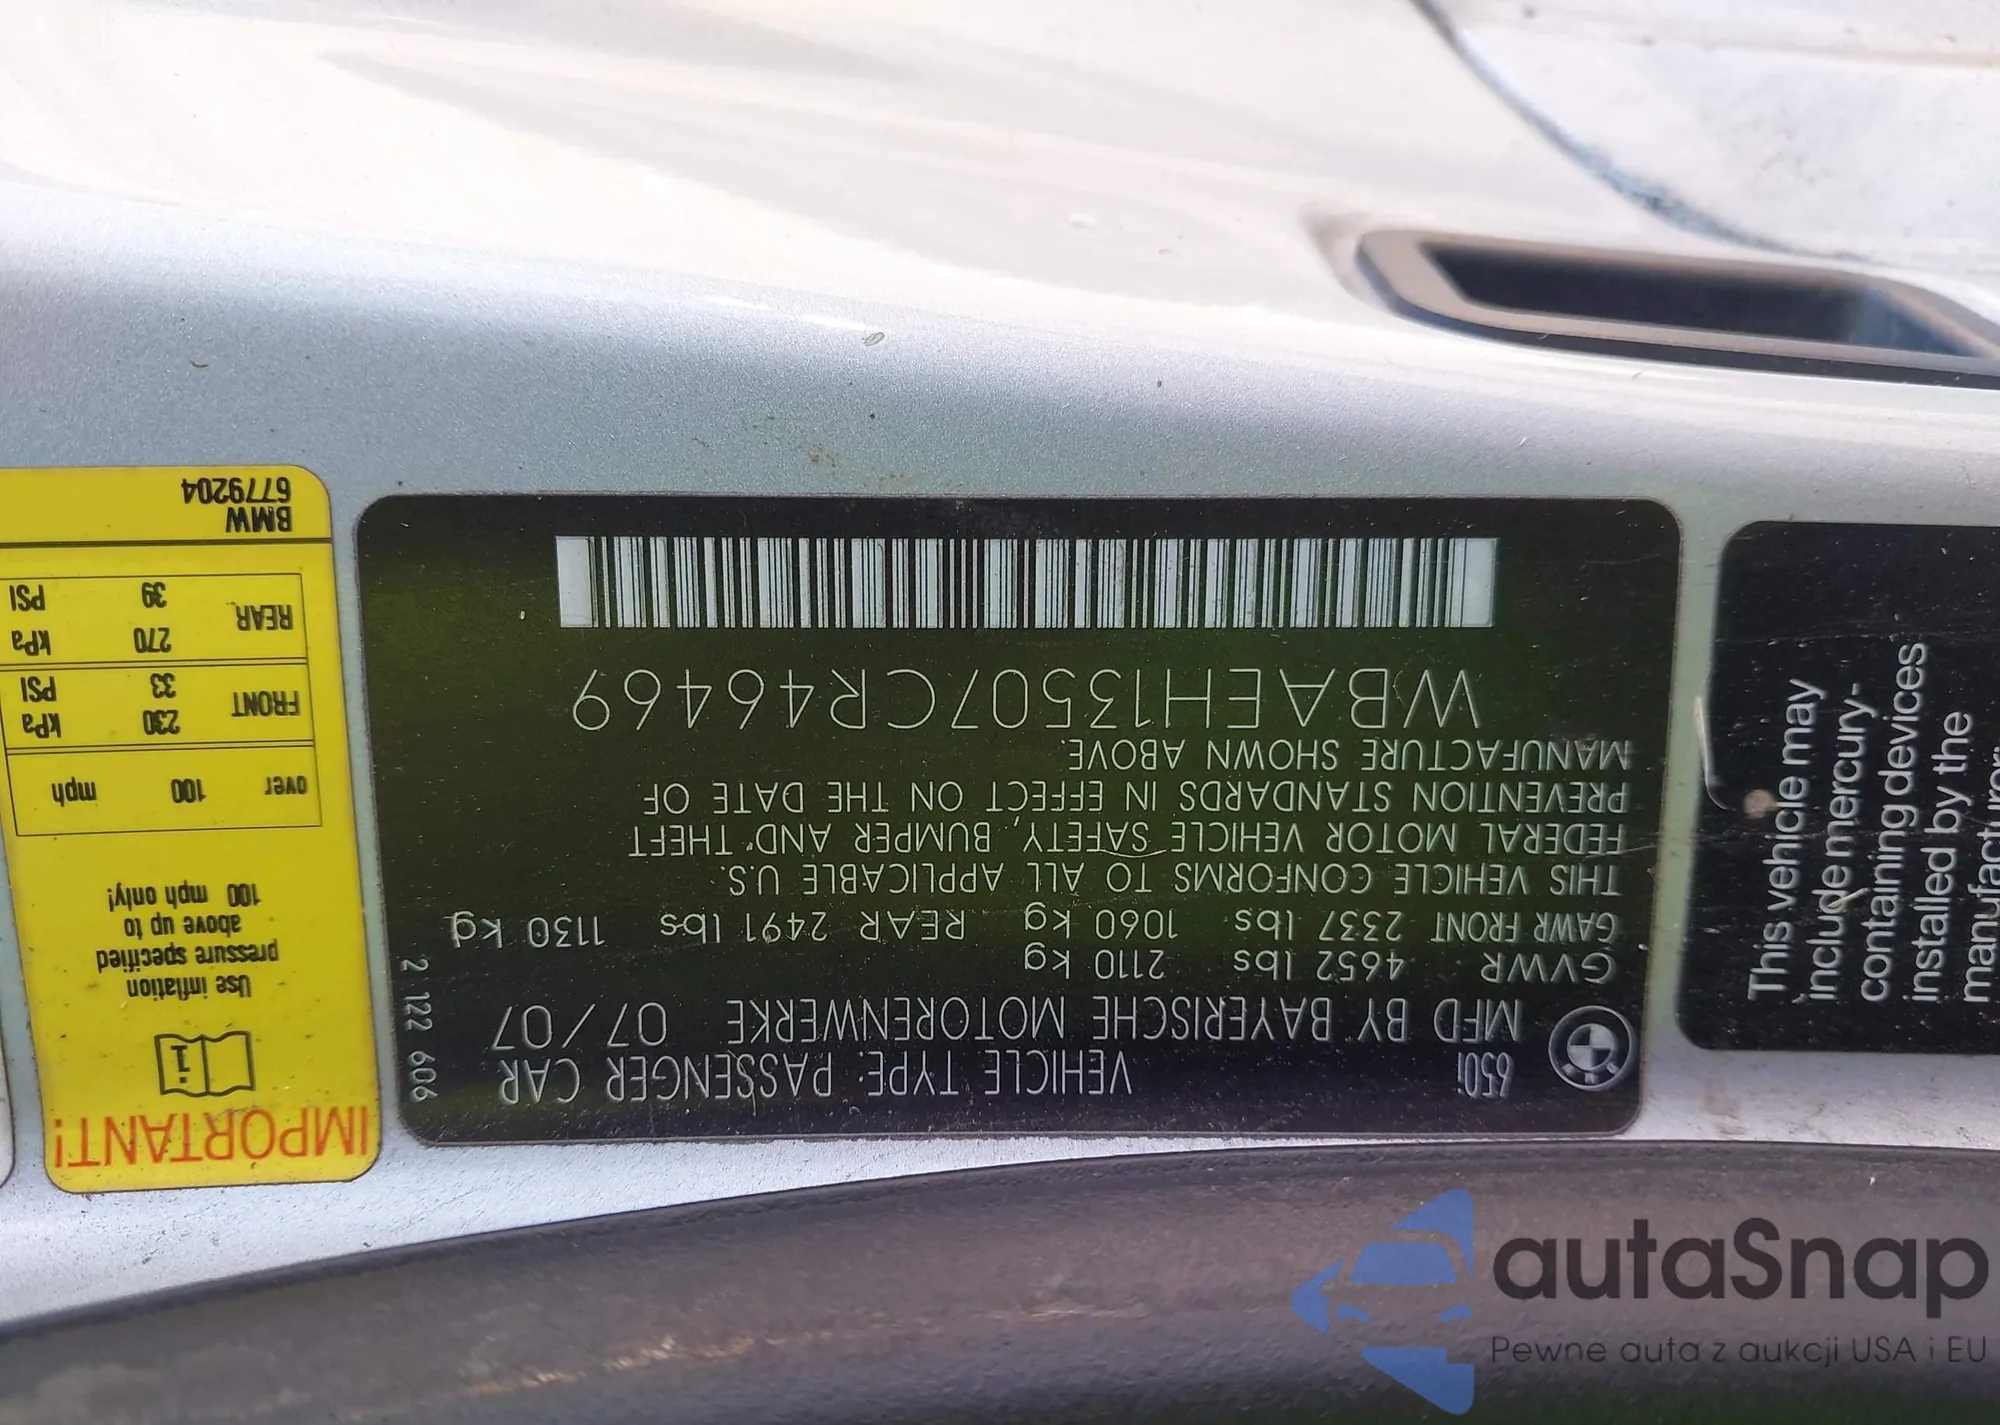 650i VEHICLE TYPE: PASSENGER CAR
MFD BY BAYERISCHE MOTORENWERKE 07/07
GVWR 4652 lbs 2110 kg
GAWR FRONT 2337 lbs 1060 kg REAR 2491 lbs 1130 kg
THIS VEHICLE CONFORMS TO ALL APPLICABLE U.S.
FEDERAL MOTOR VEHICLE SAFETY, BUMPER AND THEFT
PREVENTION STANDARDS IN EFFECT ON THE DATE OF
MANUFACTURE SHOWN ABOVE.
WBAEH13507CR46469
2 122 606
IMPORTANT!
i
Use inflation
pressure specified
above up to
100 mph only!
over 100 mph
FRONT
230 kPa
33 PSI
REAR
270 kPa
39 PSI
BMW
6779204
This vehicle may
include mercury-
containing devices
installed by the
manufacturer:
autaSnap
Pewne auta z aukcji USA i EU